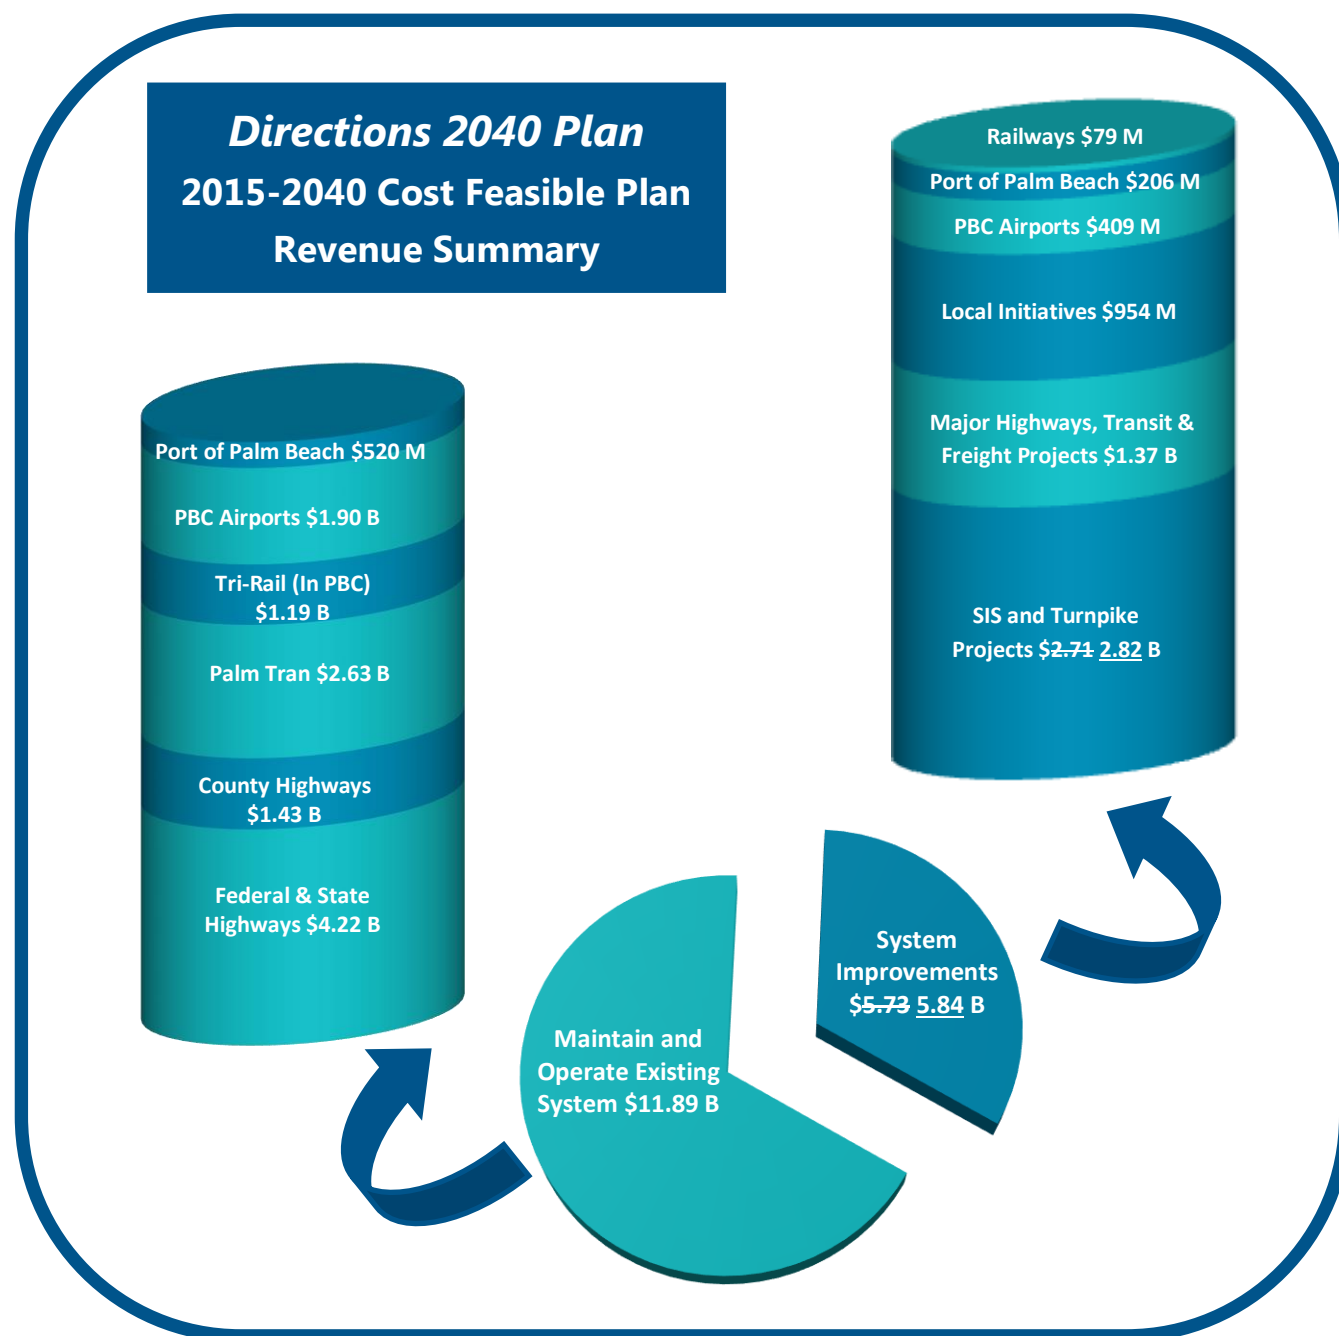 Directions 2040 Plan
2015-2040 Cost Feasible Plan
Revenue Summary
Port of Palm Beach $520 M
PBC Airports $1.90 B
Tri-Rail (In PBC)
$1.19 B
Palm Tran $2.63 B
County Highways
$1.43 B
Federal & State
Highways $4.22 B
Railways $79 M
Port of Palm Beach $206 M
PBC Airports $409 M
Local Initiatives $954 M
Major Highways, Transit &
Freight Projects $1.37 B
SIS and Turnpike
Projects $2.71 2.82 B
System
Improvements
$5.73 5.84 B
Maintain and
Operate Existing
System $11.89 B